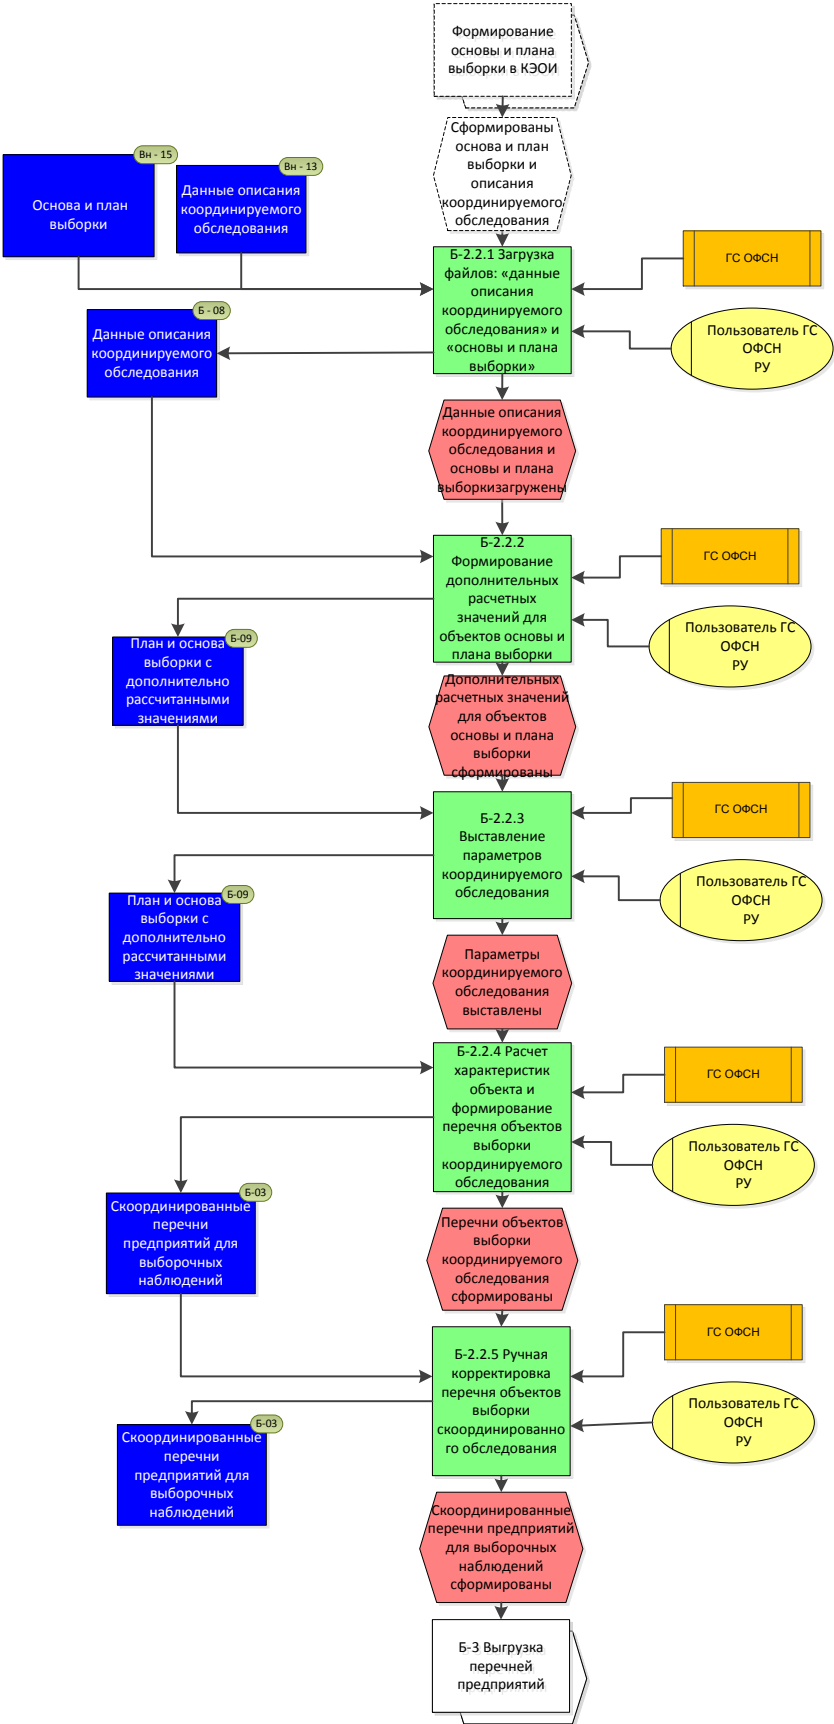 Формирование
основы и плана
выборки в КЭОИ
Сформированы
основа и план
выборки и
описания
координируемого
обследования
Вн - 15
Основа и план
выборки
Вн - 13
Данные описания
координируемого
обследования
Б-2.2.1 Загрузка
файлов: «данные
описания
координируемого
обследования» и
«основы и плана
выборки»
ГС ОФСН
Пользователь ГС
ОФСН
РУ
Б - 08
Данные описания
координируемого
обследования
Данные описания
координируемого
обследования и
основы и плана
выборкизагружены
Б-2.2.2
Формирование
дополнительных
расчетных
значений для
объектов основы и
плана выборки
ГС ОФСН
Пользователь ГС
ОФСН
РУ
Б-09
План и основа
выборки с
дополнительно
рассчитанными
значениями
Дополнительных
расчетных значений
для объектов
основы и плана
выборки
сформированы
Б-2.2.3
Выставление
параметров
координируемого
обследования
ГС ОФСН
Пользователь ГС
ОФСН
РУ
Б-09
План и основа
выборки с
дополнительно
рассчитанными
значениями
Параметры
координируемого
обследования
выставлены
Б-2.2.4 Расчет
характеристик
объекта и
формирование
перечня объектов
выборки
координируемого
обследования
ГС ОФСН
Пользователь ГС
ОФСН
РУ
Б-03
Скоординированные
перечни
предприятий для
выборочных
наблюдений
Перечни объектов
выборки
координируемого
обследования
сформированы
Б-2.2.5 Ручная
корректировка
перечня объектов
выборки
скоординированно
го обследования
ГС ОФСН
Пользователь ГС
ОФСН
РУ
Б-03
Скоординированные
перечни
предприятий для
выборочных
наблюдений
Скоординированные
перечни предприятий
для выборочных
наблюдений
сформированы
Б-3 Выгрузка
перечней
предприятий